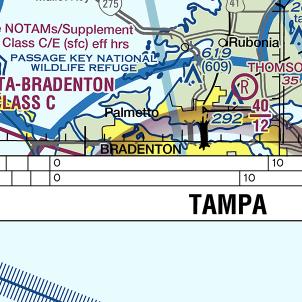 275
e NOTAMs/Supplement
Class C/E (sfc) eff hrs
Rubonia
PASSAGE KEY NATIONAL
WILDLIFE REFUGE
619
(609)
THOMSO
TA-BRADENTON
LASS C
R
35
40
12
Palmetto
292
BRADENTON
0 10
0 10
TAMPA